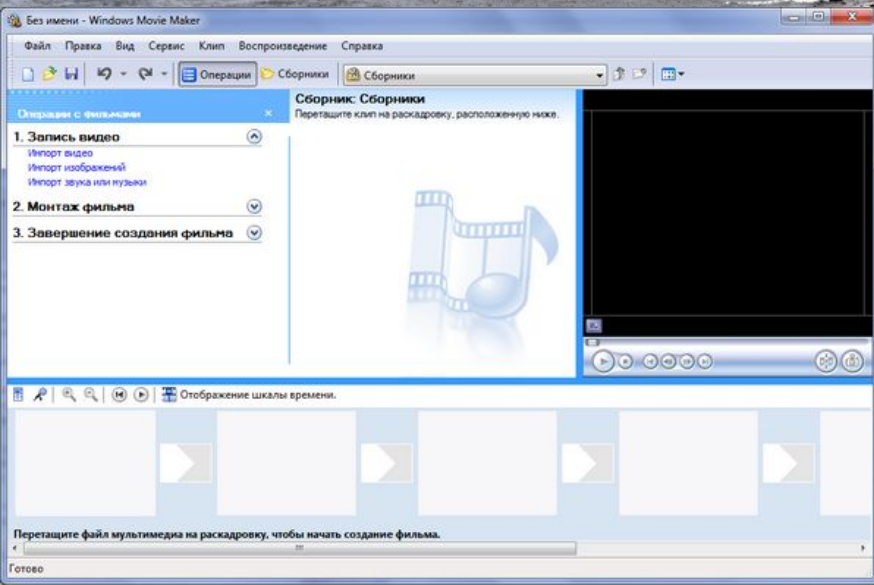 Без имени - Windows Movie Maker
Файл Правка Вид Сервис Клип Воспроизведение Справка
Операции Сборники Сборники
Операции с фильмами
1. Запись видео
Импорт видео
Импорт изображений
Импорт звука или музыки
2. Монтаж фильма
3. Завершение создания фильма
Сборник: Сборники
Перетащите клип на раскадровку, расположенную ниже.
Отображение шкалы времени.
Перетащите файл мультимедиа на раскадровку, чтобы начать создание фильма.
Готово